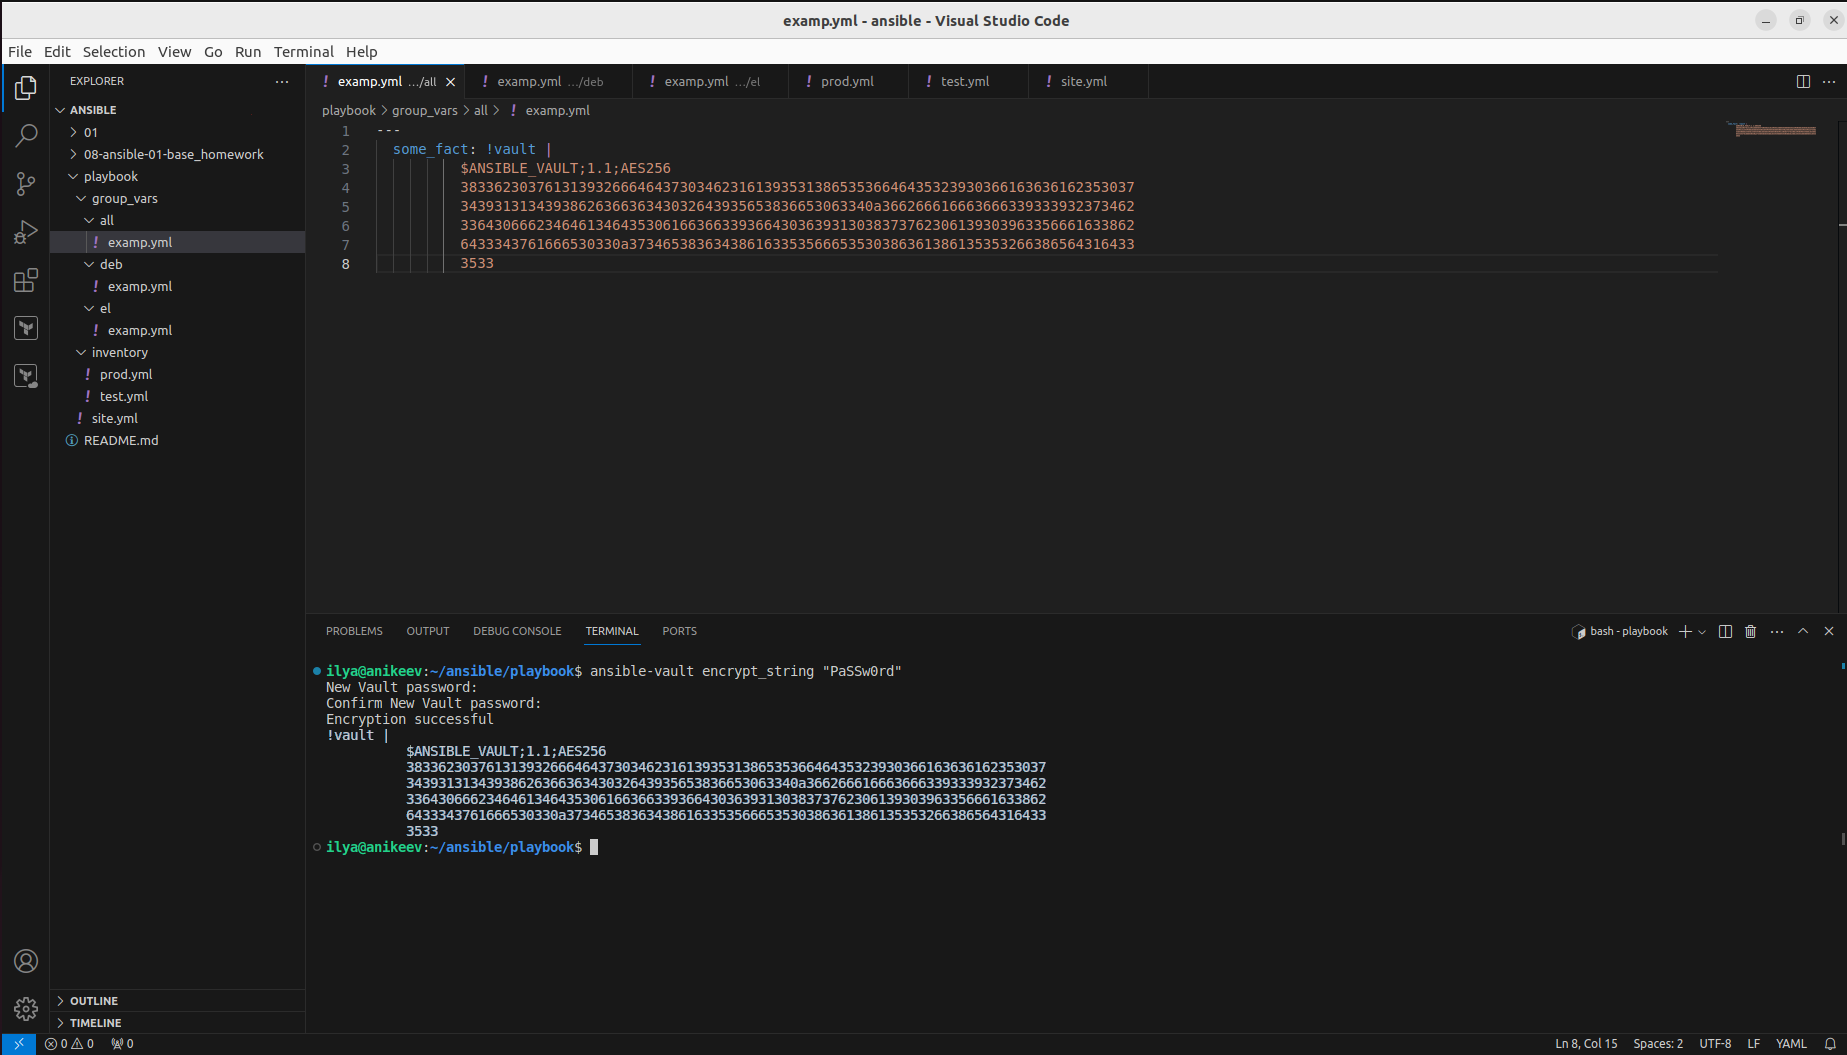 examp.yml - ansible - Visual Studio Code
File Edit Selection View Go Run Terminal Help
EXPLORER
ANSIBLE
01
08-ansible-01-base_homework
playbook
group_vars
all
examp.yml
deb
examp.yml
el
examp.yml
inventory
prod.yml
test.yml
site.yml
README.md
OUTLINE
TIMELINE
examp.yml .../all examp.yml .../deb examp.yml .../el prod.yml test.yml site.yml
playbook > group_vars > all > ! examp.yml
1 ---
2 some_fact: !vault |
3 $ANSIBLE_VAULT;1.1;AES256
4 38336230376131393266646437303462316139353138653536646435323930366163636162353037
5 3439313134393862636636343032643935653836653063340a366266616663666339333932373462
6 33643066623464613464353061663663393664303639313038373762306139303963356661633862
7 6433343761666530330a373465383634386163353566653530386361386135353266386564316433
8 3533
PROBLEMS OUTPUT DEBUG CONSOLE TERMINAL PORTS
bash - playbook
ilya@anikeev:~/ansible/playbook$ ansible-vault encrypt_string "PaSSw0rd"
New Vault password:
Confirm New Vault password:
Encryption successful
!vault |
$ANSIBLE_VAULT;1.1;AES256
38336230376131393266646437303462316139353138653536646435323930366163636162353037
3439313134393862636636343032643935653836653063340a366266616663666339333932373462
33643066623464613464353061663663393664303639313038373762306139303963356661633862
6433343761666530330a373465383634386163353566653530386361386135353266386564316433
3533
ilya@anikeev:~/ansible/playbook$
0 0 0
Ln 8, Col 15 Spaces: 2 UTF-8 LF YAML